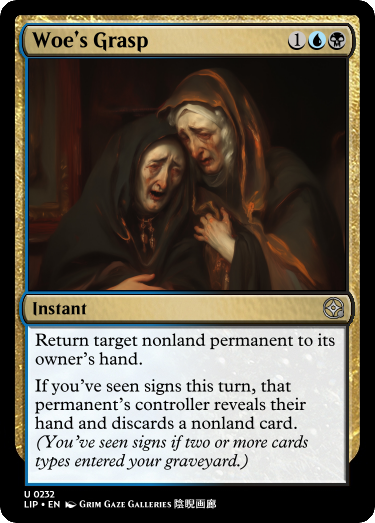 Woe's Grasp 1
Instant
Return target nonland permanent to its
owner's hand.
If you've seen signs this turn, that
permanent's controller reveals their
hand and discards a nonland card.
(You've seen signs if two or more cards
types entered your graveyard.)
U 0232
LIP • EN Grim Gaze Galleries 陰睨画廊